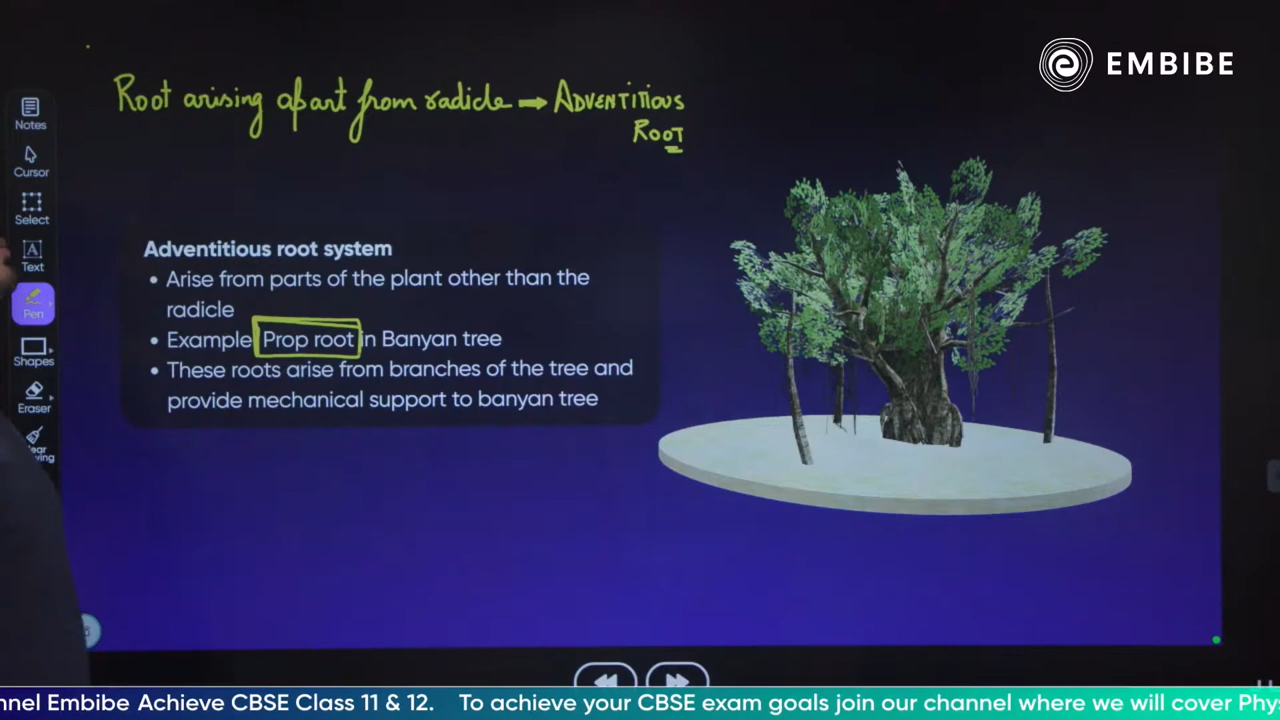 EMBIBE
Root arising apart from radicle → ADVENTITIOUS
ROOT
Notes
Cursor
Select
Text
Pen
Shapes
Eraser
Adventitious root system
• Arise from parts of the plant other than the
radicle
• Example Prop root in Banyan tree
• These roots arise from branches of the tree and
provide mechanical support to banyan tree
nnel Embibe Achieve CBSE Class 11 & 12. To achieve your CBSE exam goals join our channel where we will cover Phy